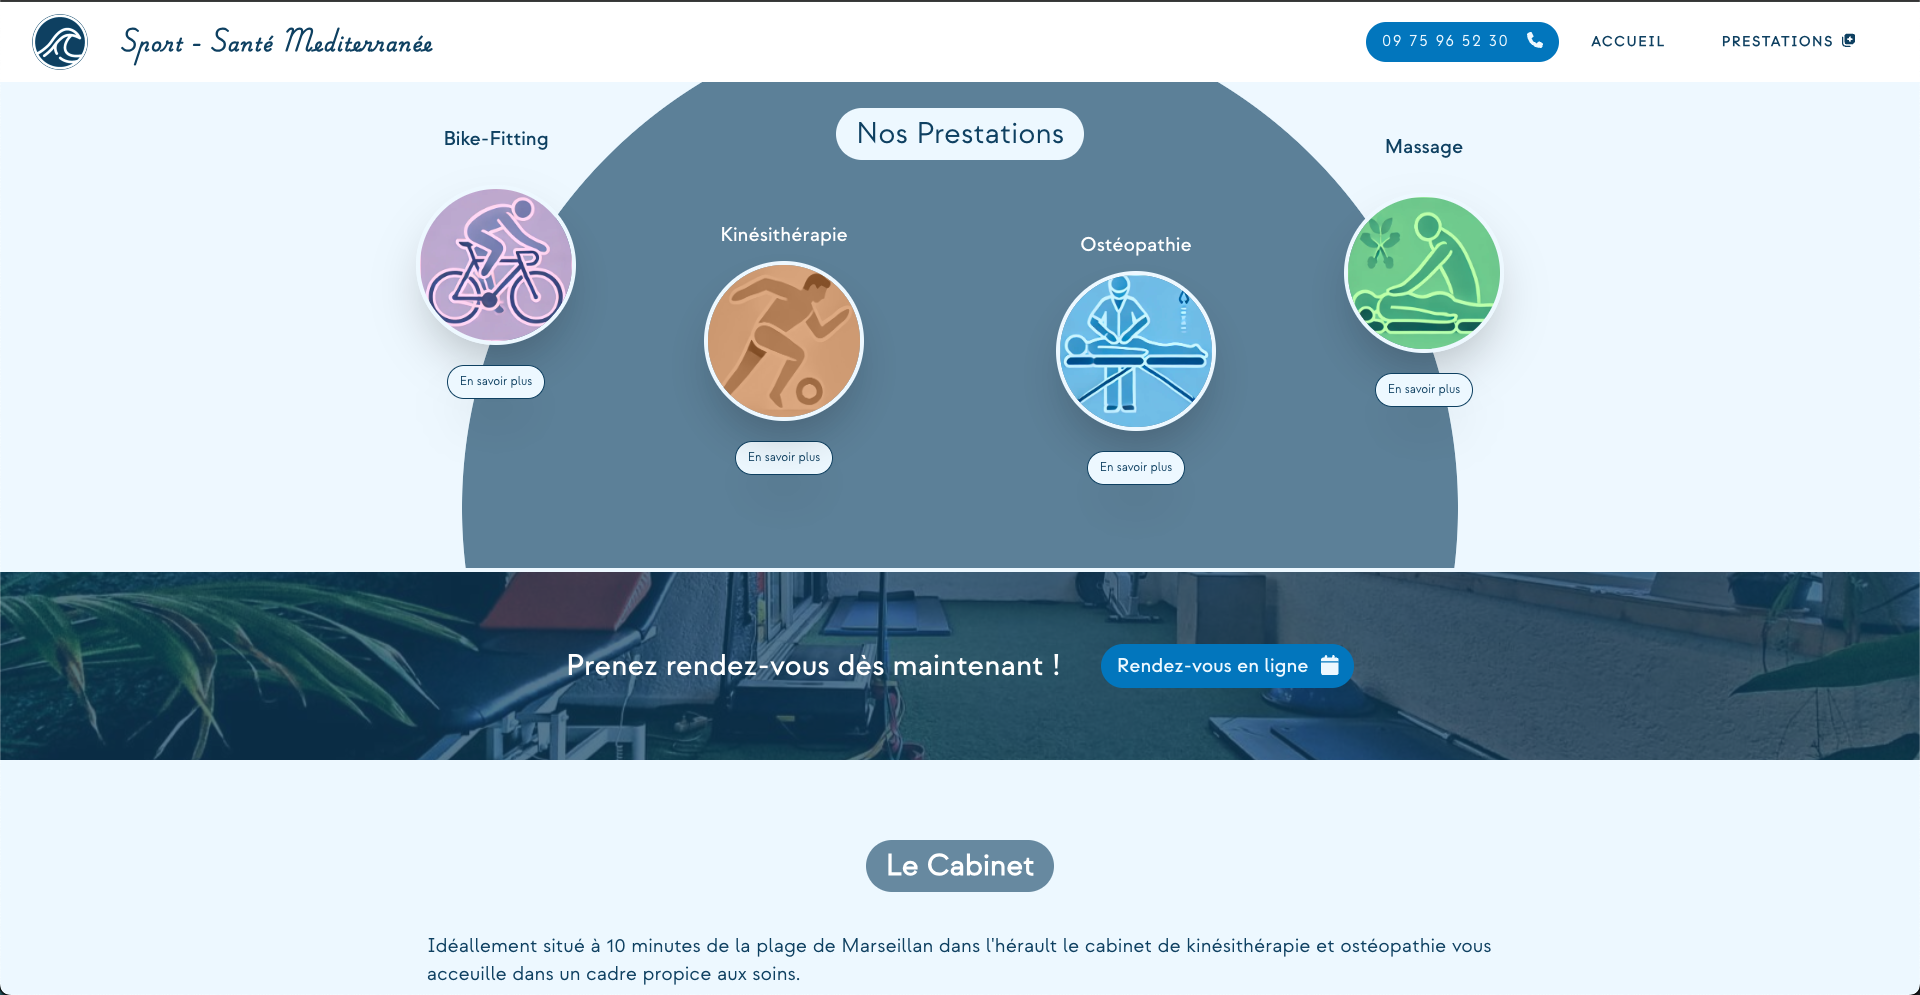 Sport - Santé Mediterranée
09 75 96 52 30
ACCUEIL
PRESTATIONS
Nos Prestations
Bike-Fitting
En savoir plus
Kinésithérapie
En savoir plus
Ostéopathie
En savoir plus
Massage
En savoir plus
Prenez rendez-vous dès maintenant !
Rendez-vous en ligne
Le Cabinet
Idéallement situé à 10 minutes de la plage de Marseillan dans l'hérault le cabinet de kinésithérapie et ostéopathie vous
acceuille dans un cadre propice aux soins.